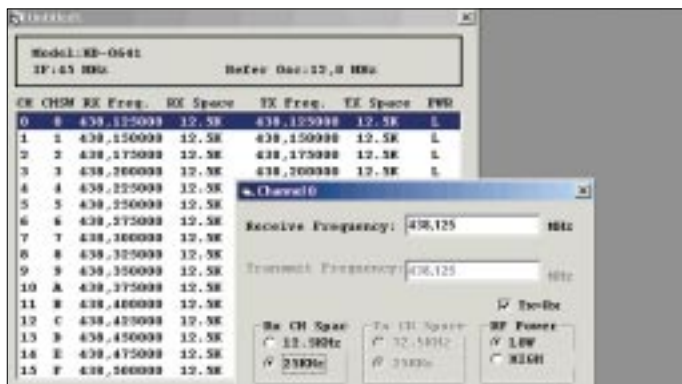 Untitled
Model:KD-0641
IF:45 MHz Refer Osc:12,8 MHz
CH CHSW RX Freq. RX Space TX Freq. TX Space PWR
0 0 438,125000 12.5K 438,125000 12.5K L
1 1 438,150000 12.5K 438,150000 12.5K L
2 2 438,175000 12.5K 438,175000 12.5K L
3 3 438,200000 12.5K 438,200000 12.5K L
4 4 438,225000 12.5K
5 5 438,250000 12.5K
6 6 438,275000 12.5K
7 7 438,300000 12.5K
8 8 438,325000 12.5K
9 9 438,350000 12.5K
10 A 438,375000 12.5K
11 B 438,400000 12.5K
12 C 438,425000 12.5K
13 D 438,450000 12.5K
14 E 438,475000 12.5K
15 F 438,500000 12.5K
Channel 0
Receive Frequency: 438,125 MHz
Transmit Frequency: 438,125 MHz
Tx=Rx
Rx CH Spac Tx CH Space RF Power
12.5KHz 12.5KHz LOW
25KHz 25KHz HIGH